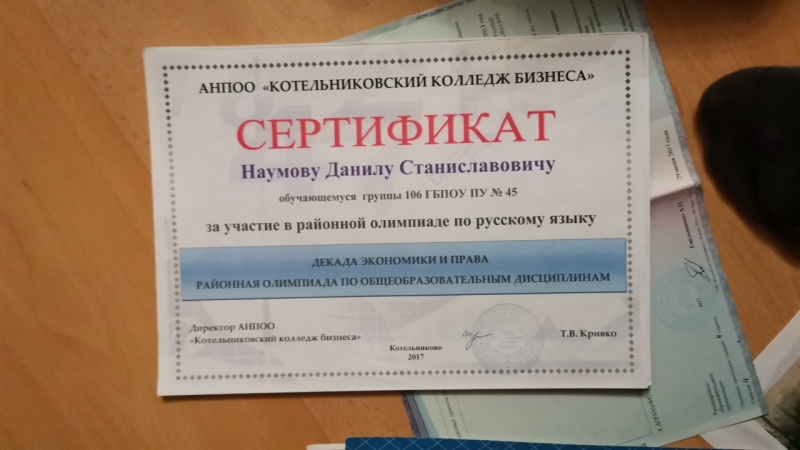 АНПОО «КОТЕЛЬНИКОВСКИЙ КОЛЛЕДЖ БИЗНЕСА»
СЕРТИФИКАТ
Наумову Данилу Станиславовичу
обучающемуся группы 106 ГБПОУ ПУ № 45
за участие в районной олимпиаде по русскому языку
ДЕКАДА ЭКОНОМИКИ И ПРАВА
РАЙОННАЯ ОЛИМПИАДА ПО ОБЩЕОБРАЗОВАТЕЛЬНЫМ ДИСЦИПЛИНАМ
Директор АНПОО
«Котельниковский колледж бизнеса»
Т.В. Кривко
Котельниково
2017